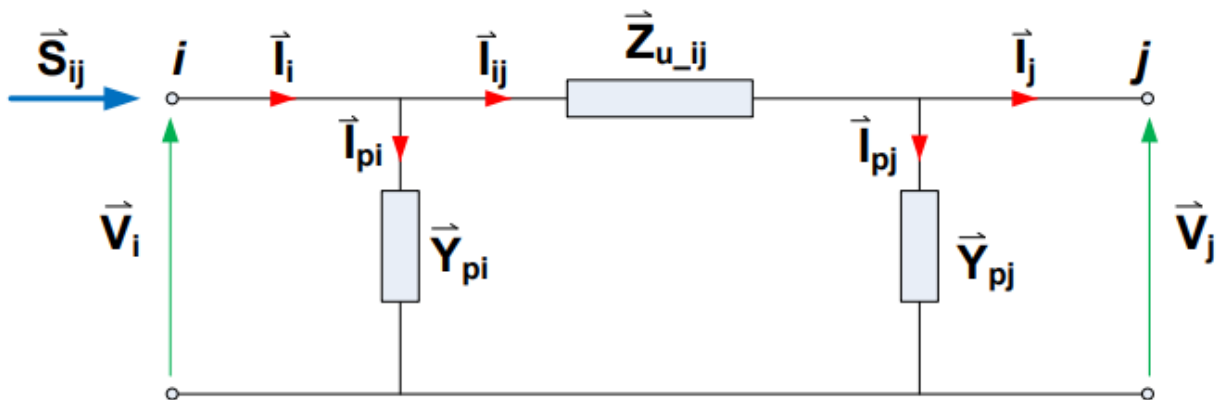 S⃗ij i I⃗i I⃗ij Z⃗u_ij I⃗j j
I⃗pi I⃗pj
V⃗i Y⃗pi Y⃗pj V⃗j